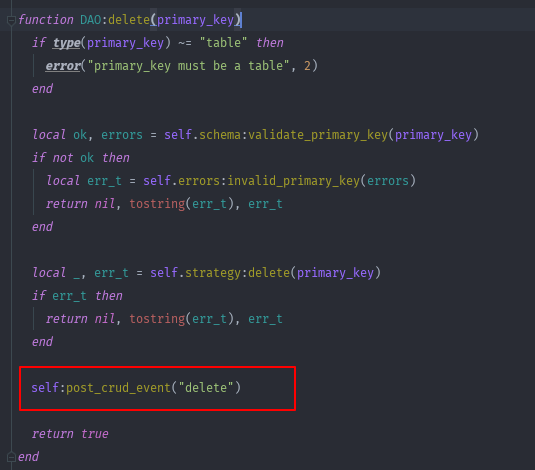 function DAO:delete(primary_key)
if type(primary_key) ~= "table" then
error("primary_key must be a table", 2)
end
local ok, errors = self.schema:validate_primary_key(primary_key)
if not ok then
local err_t = self.errors:invalid_primary_key(errors)
return nil, tostring(err_t), err_t
end
local _, err_t = self.strategy:delete(primary_key)
if err_t then
return nil, tostring(err_t), err_t
end
self:post_crud_event("delete")
return true
end